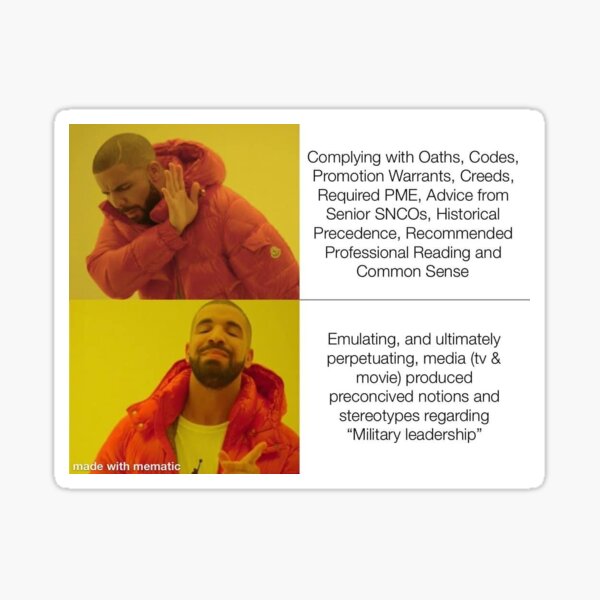 Complying with Oaths, Codes,
Promotion Warrants, Creeds,
Required PME, Advice from
Senior SNCOs, Historical
Precedence, Recommended
Professional Reading and
Common Sense
Emulating, and ultimately
perpetuating, media (tv &
movie) produced
preconcived notions and
stereotypes regarding
“Military leadership”
made with mematic